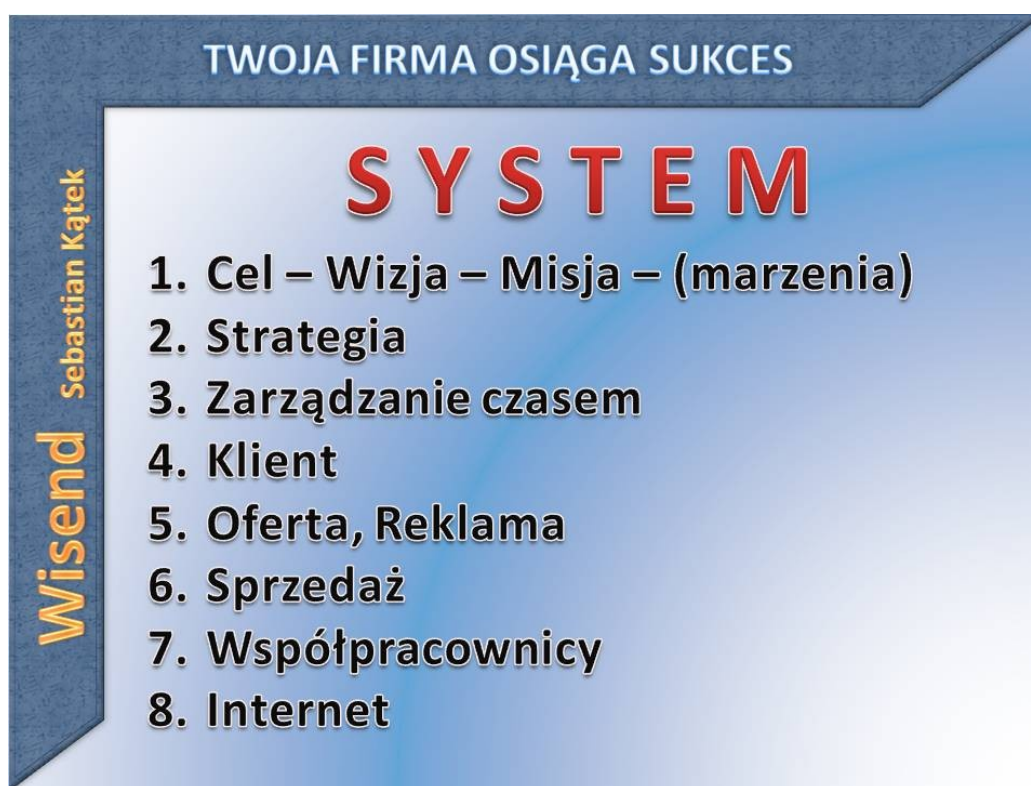 TWOJA FIRMA OSIĄGA SUKCES
Wisend Sebastian Kątek
S Y S T E M
1. Cel – Wizja – Misja – (marzenia)
2. Strategia
3. Zarządzanie czasem
4. Klient
5. Oferta, Reklama
6. Sprzedaż
7. Współpracownicy
8. Internet